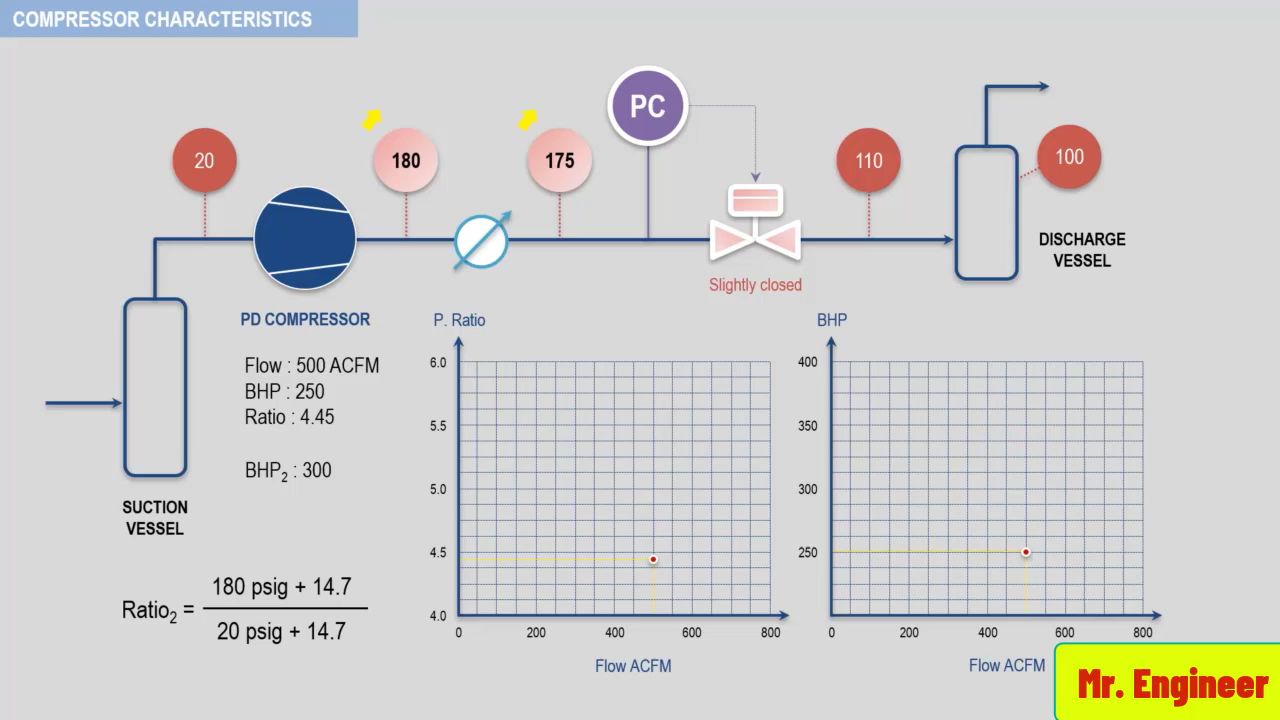 COMPRESSOR CHARACTERISTICS
PC
20
180
175
110
100
DISCHARGE
VESSEL
Slightly closed
PD COMPRESSOR
Flow : 500 ACFM
BHP : 250
Ratio : 4.45
BHP₂ : 300
SUCTION
VESSEL
Ratio₂ =
180 psig + 14.7
20 psig + 14.7
P. Ratio
6.0
5.5
5.0
4.5
4.0
0 200 400 600 800
Flow ACFM
BHP
400
350
300
250
0 200 400 600 800
Flow ACFM
Mr. Engineer